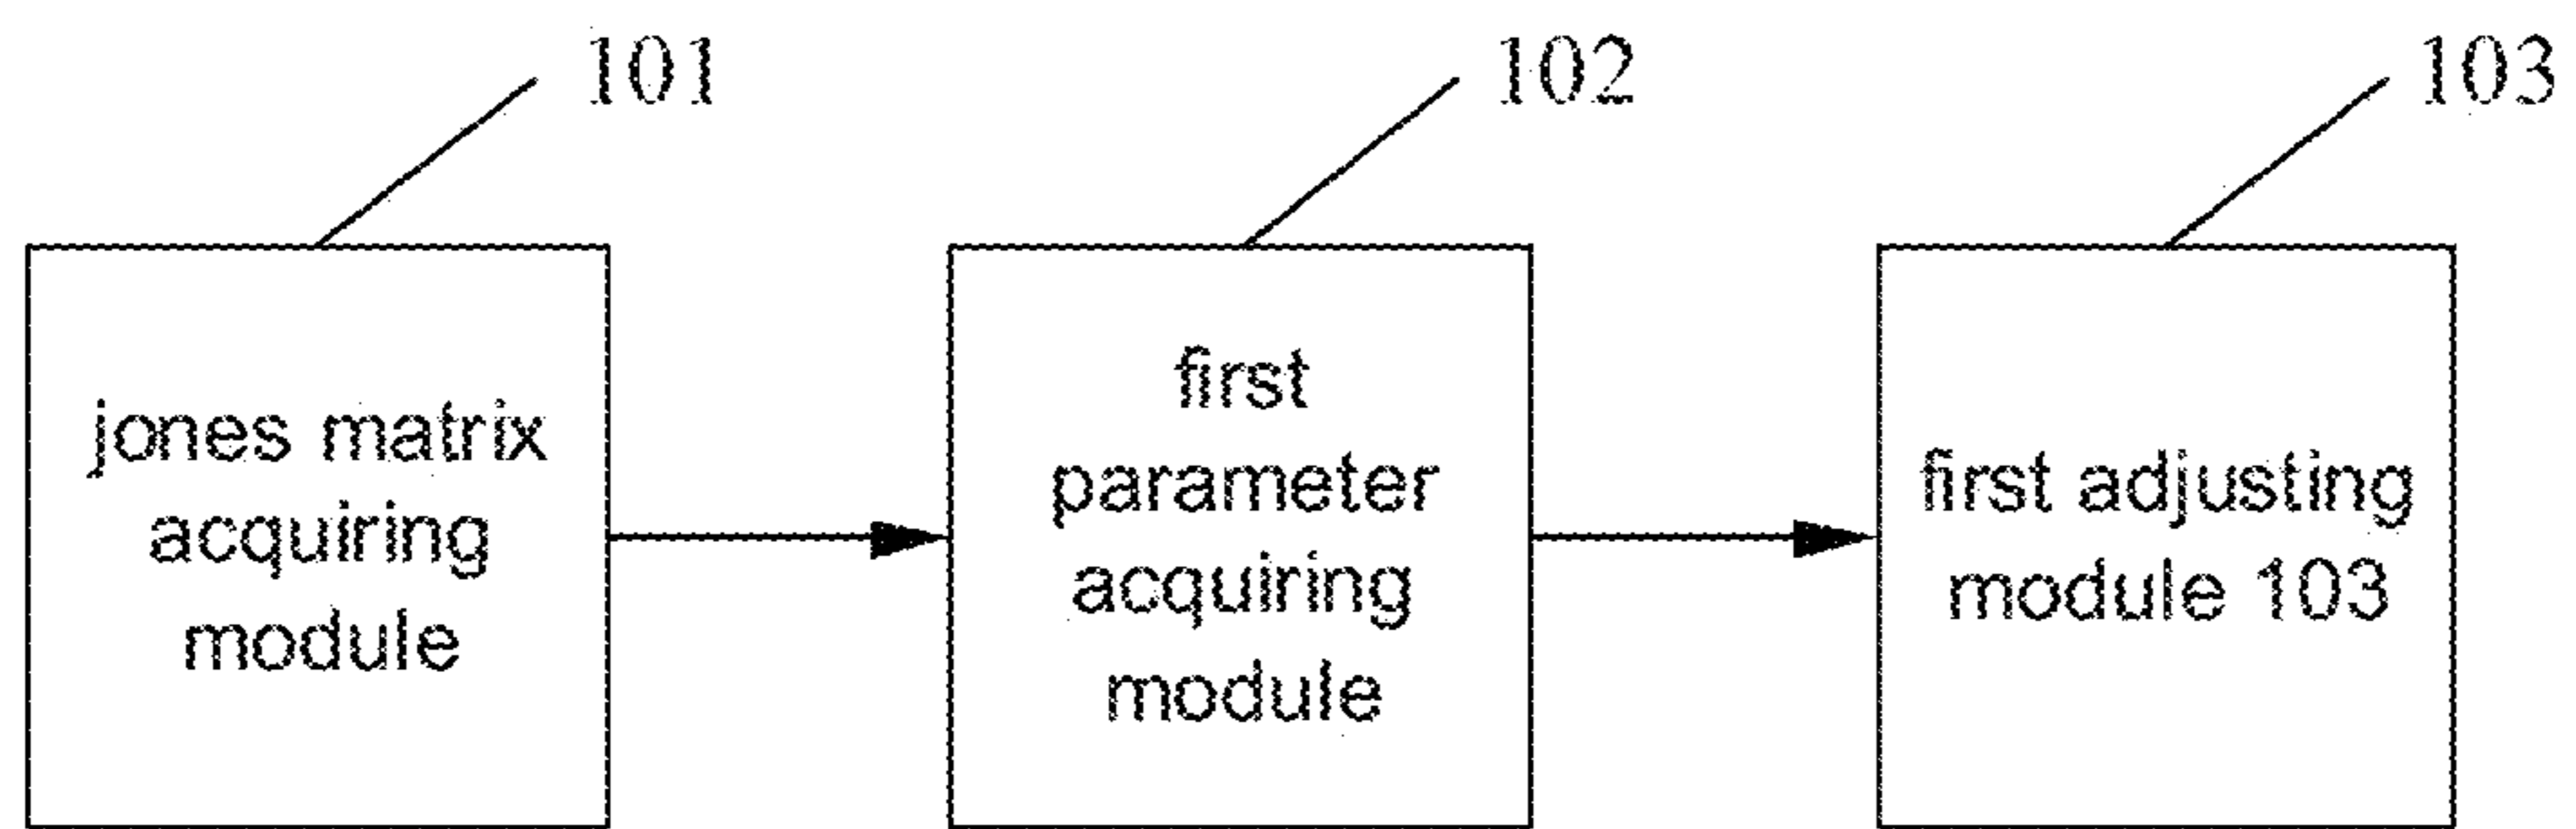 101
102
103
jones matrix
acquiring
module
first
parameter
acquiring
module
first adjusting
module 103